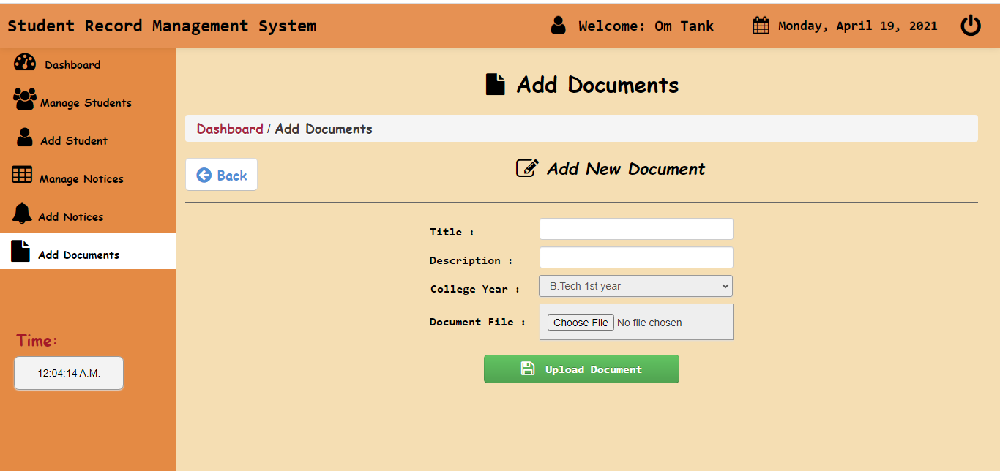 Student Record Management System
Welcome: Om Tank
Monday, April 19, 2021
Dashboard
Manage Students
Add Student
Manage Notices
Add Notices
Add Documents
Time:
12:04:14 A.M.
Add Documents
Dashboard / Add Documents
Back
Add New Document
Title :
Description :
College Year :
B.Tech 1st year
Document File :
Choose File No file chosen
Upload Document